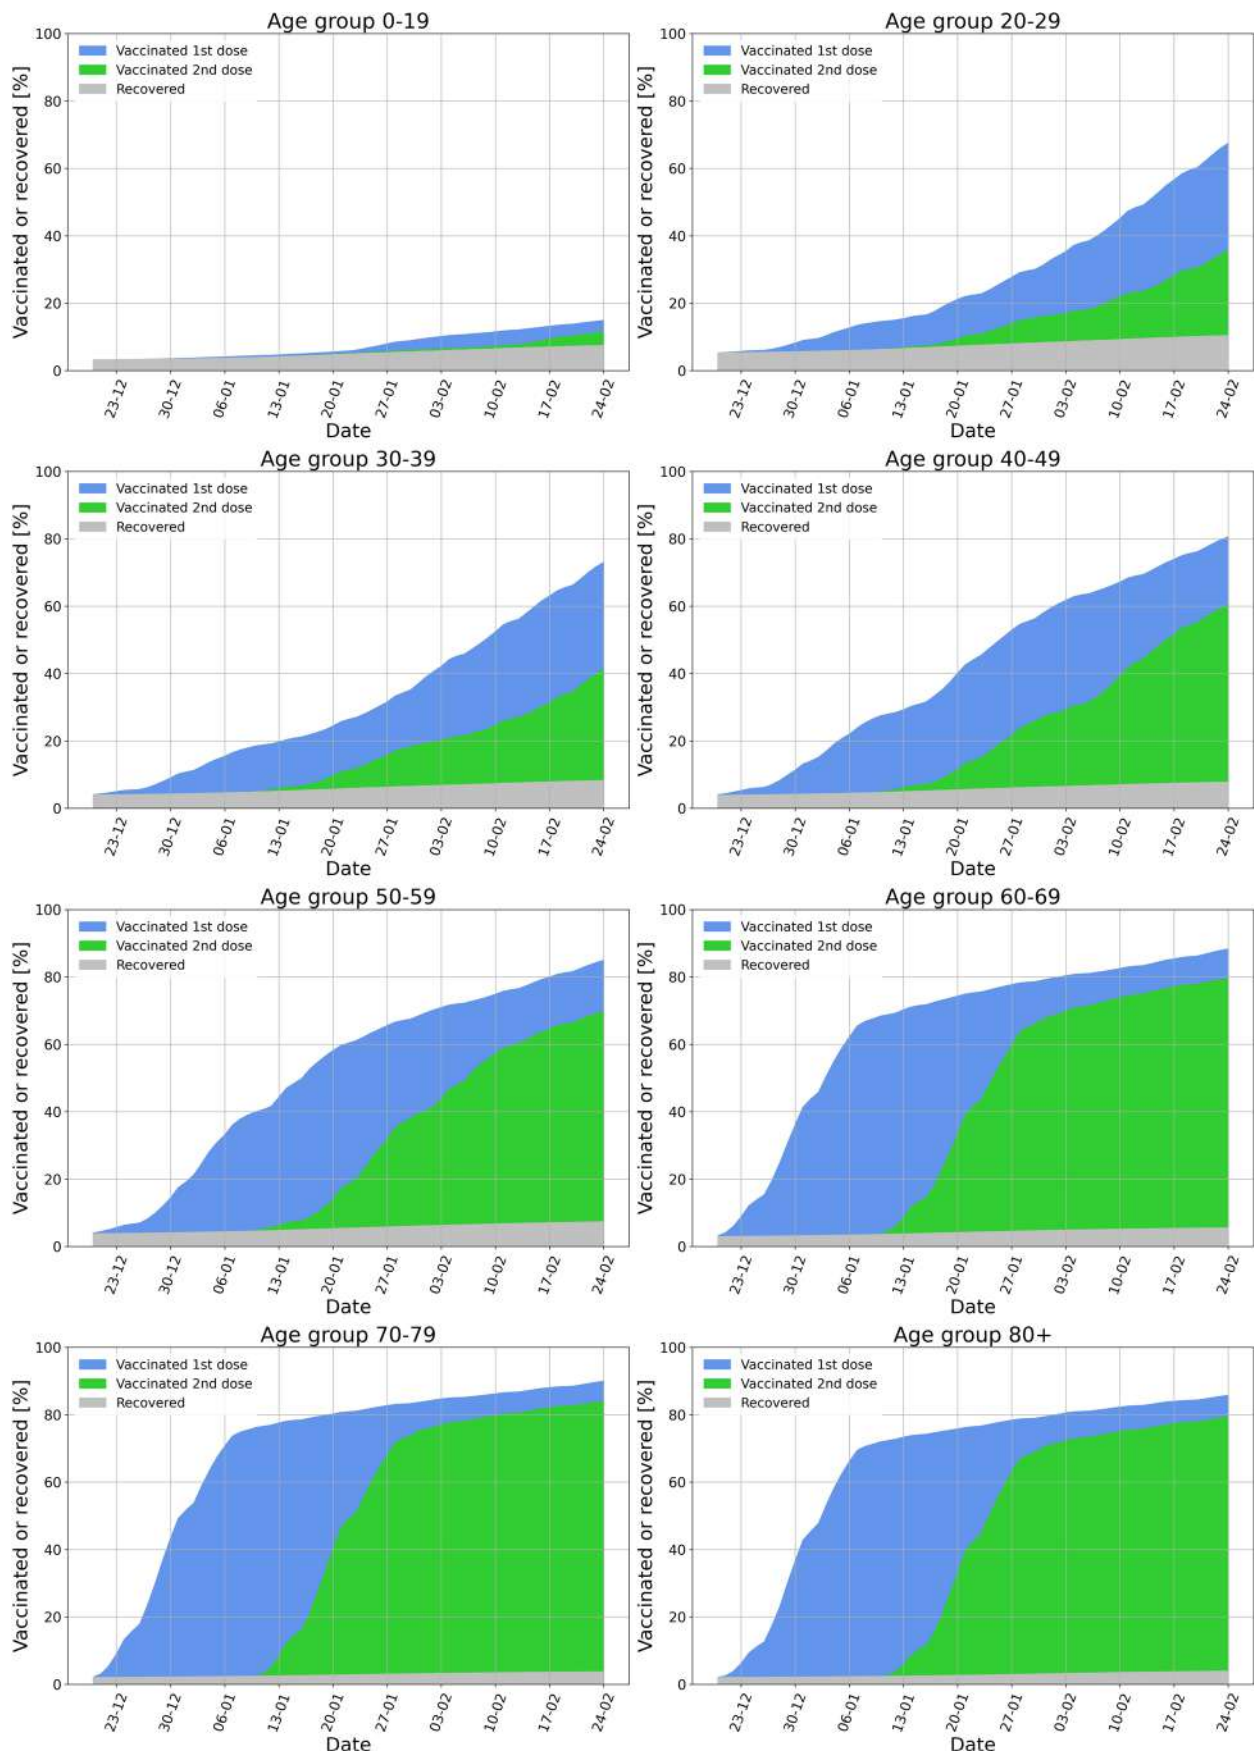 Age group 0-19
Vaccinated or recovered [%]
100
80
60
40
20
0
Vaccinated 1st dose
Vaccinated 2nd dose
Recovered
23-12
30-12
06-01
13-01
20-01
27-01
03-02
10-02
17-02
24-02
Date
Age group 20-29
Vaccinated or recovered [%]
100
80
60
40
20
0
Vaccinated 1st dose
Vaccinated 2nd dose
Recovered
23-12
30-12
06-01
13-01
20-01
27-01
03-02
10-02
17-02
24-02
Date
Age group 30-39
Vaccinated or recovered [%]
100
80
60
40
20
0
Vaccinated 1st dose
Vaccinated 2nd dose
Recovered
23-12
30-12
06-01
13-01
20-01
27-01
03-02
10-02
17-02
24-02
Date
Age group 40-49
Vaccinated or recovered [%]
100
80
60
40
20
0
Vaccinated 1st dose
Vaccinated 2nd dose
Recovered
23-12
30-12
06-01
13-01
20-01
27-01
03-02
10-02
17-02
24-02
Date
Age group 50-59
Vaccinated or recovered [%]
100
80
60
40
20
0
Vaccinated 1st dose
Vaccinated 2nd dose
Recovered
23-12
30-12
06-01
13-01
20-01
27-01
03-02
10-02
17-02
24-02
Date
Age group 60-69
Vaccinated or recovered [%]
100
80
60
40
20
0
Vaccinated 1st dose
Vaccinated 2nd dose
Recovered
23-12
30-12
06-01
13-01
20-01
27-01
03-02
10-02
17-02
24-02
Date
Age group 70-79
Vaccinated or recovered [%]
100
80
60
40
20
0
Vaccinated 1st dose
Vaccinated 2nd dose
Recovered
23-12
30-12
06-01
13-01
20-01
27-01
03-02
10-02
17-02
24-02
Date
Age group 80+
Vaccinated or recovered [%]
100
80
60
40
20
0
Vaccinated 1st dose
Vaccinated 2nd dose
Recovered
23-12
30-12
06-01
13-01
20-01
27-01
03-02
10-02
17-02
24-02
Date